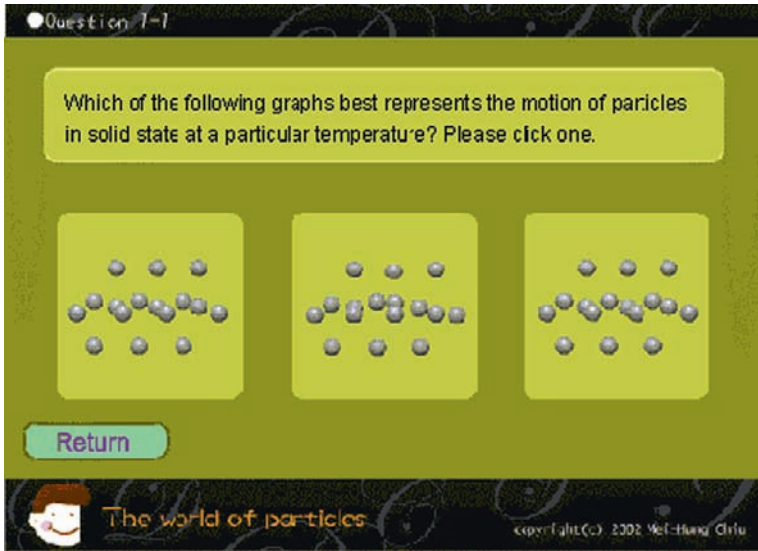 Question 1-1
Which of the following graphs best represents the motion of particles
in solid state at a particular temperature? Please click one.
Return
The world of particles
copyright(c) 2002 Mei-Hung Chiu